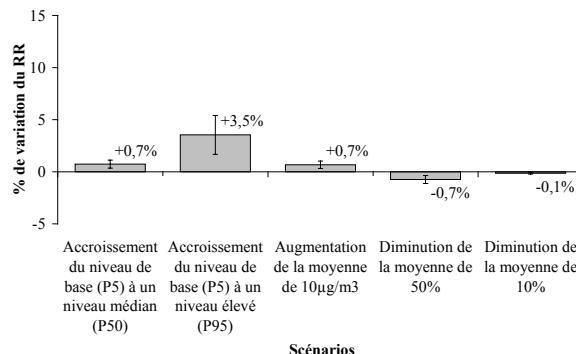 15
10
5
0
-5
% de variation du RR
+0,7%
+3,5%
+0,7%
-0,7%
-0,1%
Accroissement
du niveau de
base (P5) à un
niveau médian
(P50)
Accroissement
du niveau de
base (P5) à un
niveau élevé
(P95)
Augmentation
de la moyenne
de 10µg/m3
Diminution de
la moyenne de
50%
Diminution de
la moyenne de
10%
Scénarios